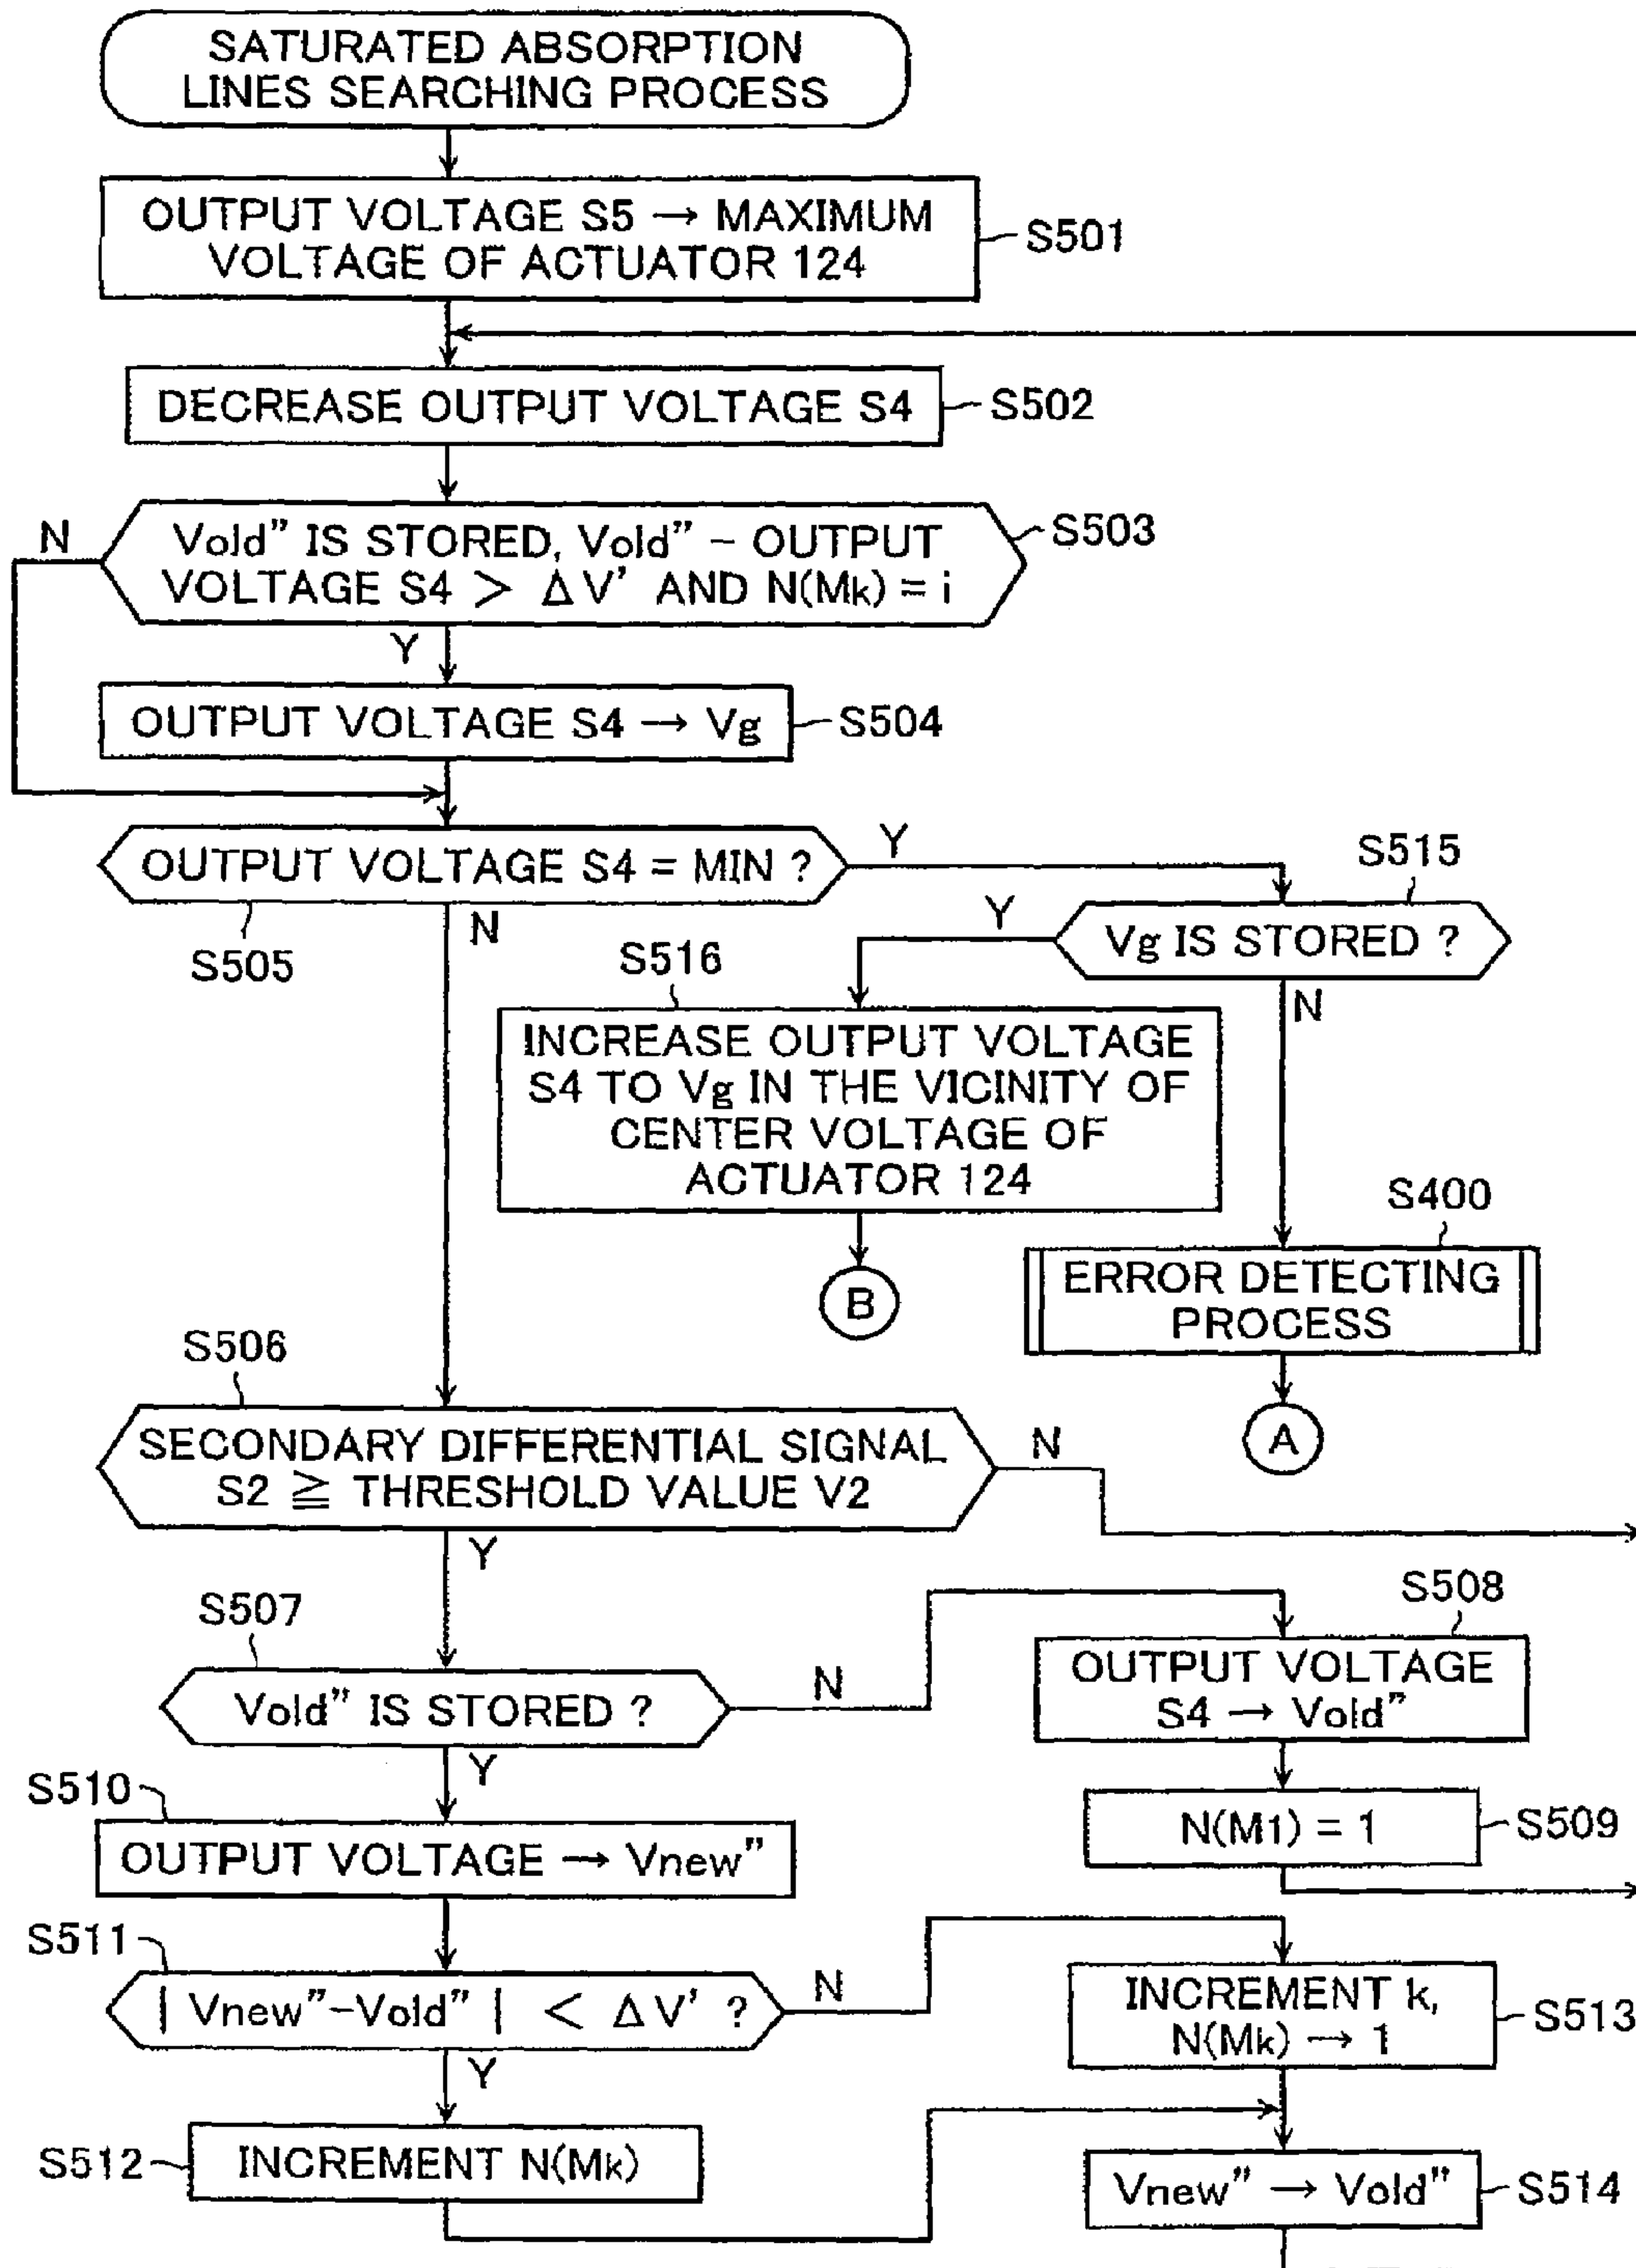 SATURATED ABSORPTION
LINES SEARCHING PROCESS
OUTPUT VOLTAGE S5 → MAXIMUM
VOLTAGE OF ACTUATOR 124
S501
DECREASE OUTPUT VOLTAGE S4
S502
N
Vold” IS STORED, Vold” − OUTPUT
VOLTAGE S4 > ΔV’ AND N(Mk) = i
S503
Y
OUTPUT VOLTAGE S4 → Vg
S504
OUTPUT VOLTAGE S4 = MIN ?
Y
S505
N
S515
Vg IS STORED ?
Y
N
S516
INCREASE OUTPUT VOLTAGE
S4 TO Vg IN THE VICINITY OF
CENTER VOLTAGE OF
ACTUATOR 124
B
S400
ERROR DETECTING
PROCESS
A
S506
SECONDARY DIFFERENTIAL SIGNAL
S2 ≧ THRESHOLD VALUE V2
N
Y
S507
Vold” IS STORED ?
N
Y
S508
OUTPUT VOLTAGE
S4 → Vold”
N(M1) = 1
S509
S510
OUTPUT VOLTAGE → Vnew”
S511
| Vnew”−Vold” | < ΔV’ ?
N
Y
INCREMENT k,
N(Mk) → 1
S513
S512
INCREMENT N(Mk)
Vnew” → Vold”
S514